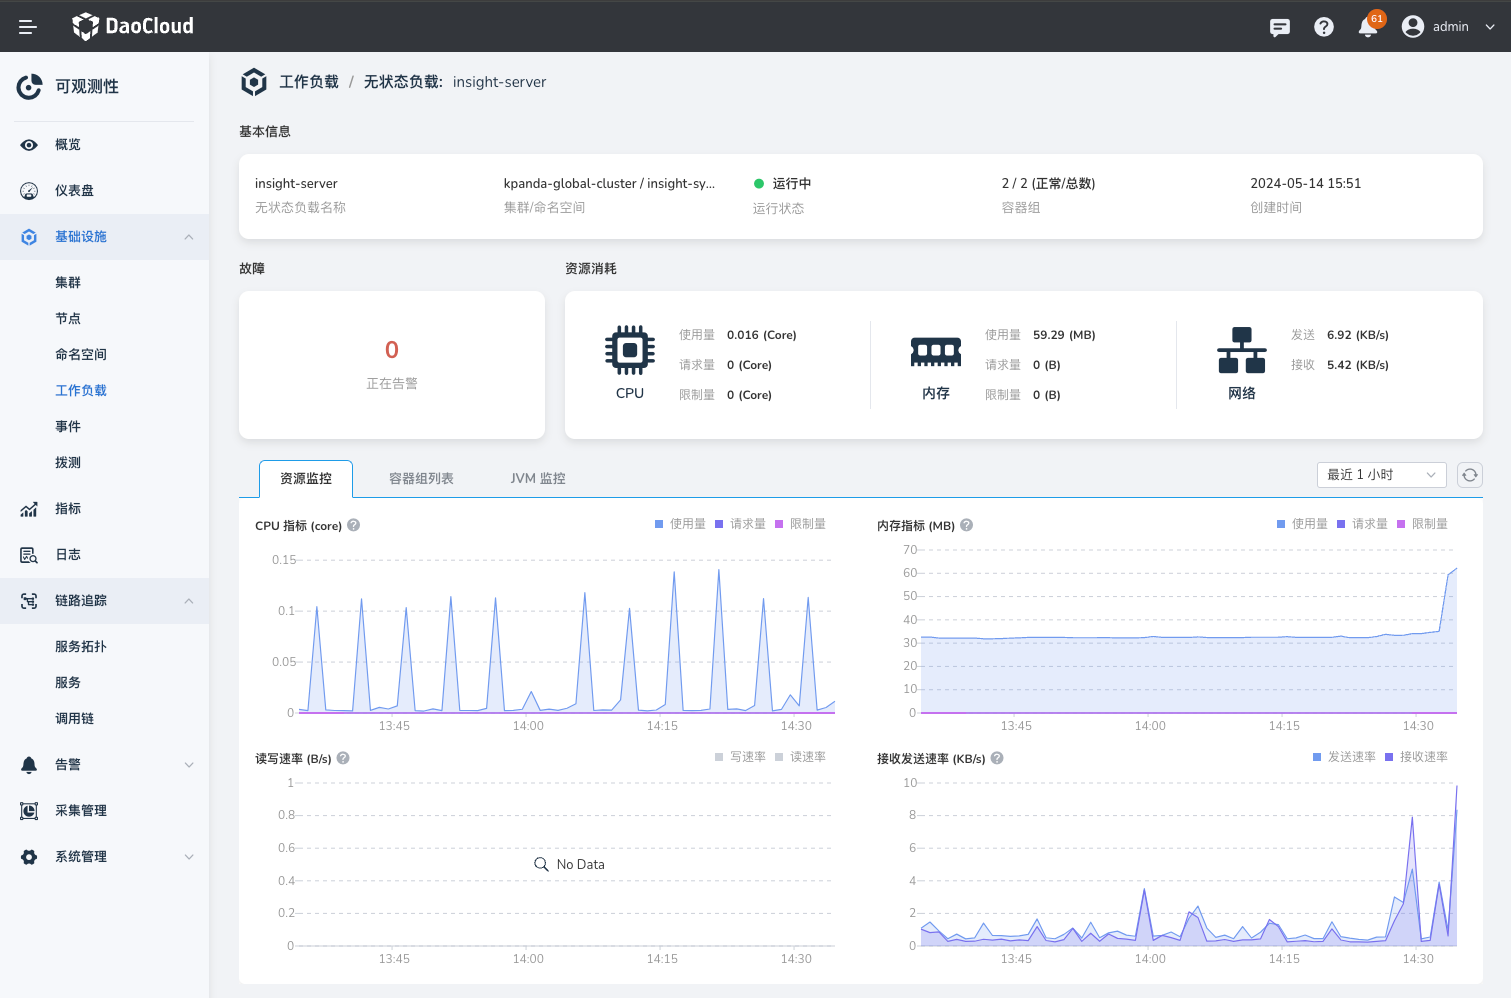 DaoCloud
61
admin
可观测性
概览
仪表盘
基础设施
集群
节点
命名空间
工作负载
事件
拨测
指标
日志
链路追踪
服务拓扑
服务
调用链
告警
采集管理
系统管理
工作负载 / 无状态负载: insight-server
基本信息
insight-server
无状态负载名称
kpanda-global-cluster / insight-sy...
集群/命名空间
运行中
运行状态
2 / 2 (正常/总数)
容器组
2024-05-14 15:51
创建时间
故障
0
正在告警
资源消耗
CPU
使用量 0.016 (Core)
请求量 0 (Core)
限制量 0 (Core)
内存
使用量 59.29 (MB)
请求量 0 (B)
限制量 0 (B)
网络
发送 6.92 (KB/s)
接收 5.42 (KB/s)
资源监控 容器组列表 JVM 监控
最近 1 小时
CPU 指标 (core)
使用量 请求量 限制量
0.15
0.1
0.05
0
13:45 14:00 14:15 14:30
内存指标 (MB)
使用量 请求量 限制量
70
60
50
40
30
20
10
0
13:45 14:00 14:15 14:30
读写速率 (B/s)
写速率 读速率
1
0.8
0.6
0.4
0.2
0
No Data
13:45 14:00 14:15 14:30
接收发送速率 (KB/s)
发送速率 接收速率
10
8
6
4
2
0
13:45 14:00 14:15 14:30